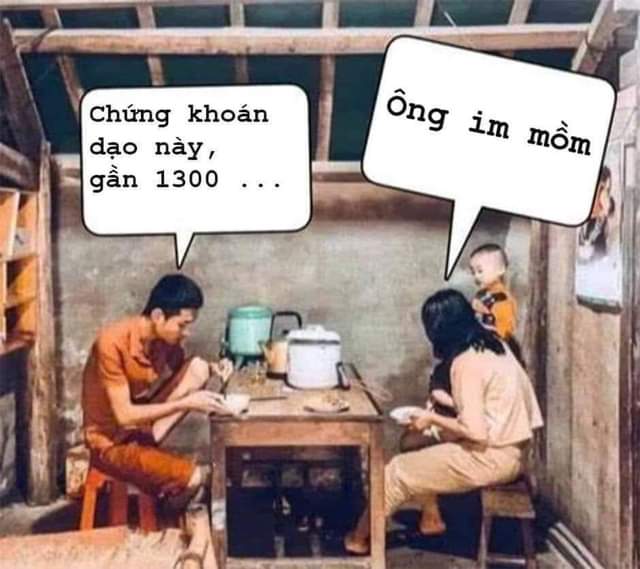 Chứng khoán
dạo này,
gần 1300 ...
Ông im mồm